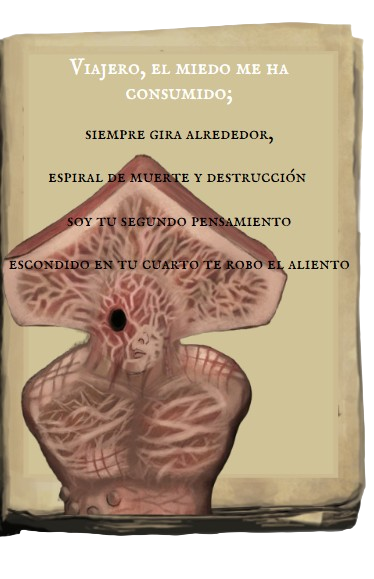 Viajero, el miedo me ha
consumido;
siempre gira alrededor,
espiral de muerte y destrucción
soy tu segundo pensamiento
escondido en tu cuarto te robo el aliento